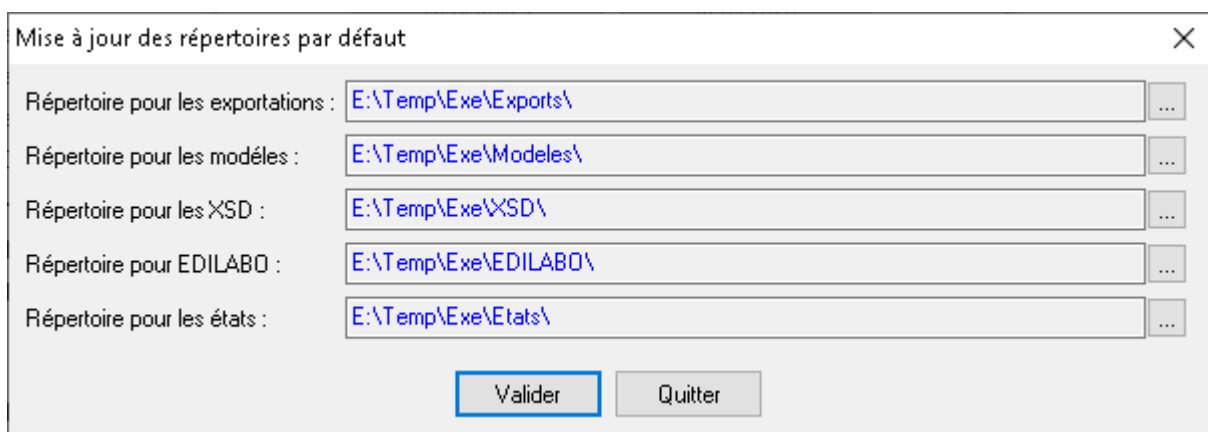 Mise à jour des répertoires par défaut
Répertoire pour les exportations : E:\Temp\Exe\Exports\ ...
Répertoire pour les modéles : E:\Temp\Exe\Modeles\ ...
Répertoire pour les XSD : E:\Temp\Exe\XSD\ ...
Répertoire pour EDILABO : E:\Temp\Exe\EDILABO\ ...
Répertoire pour les états : E:\Temp\Exe\Etats\ ...
Valider Quitter